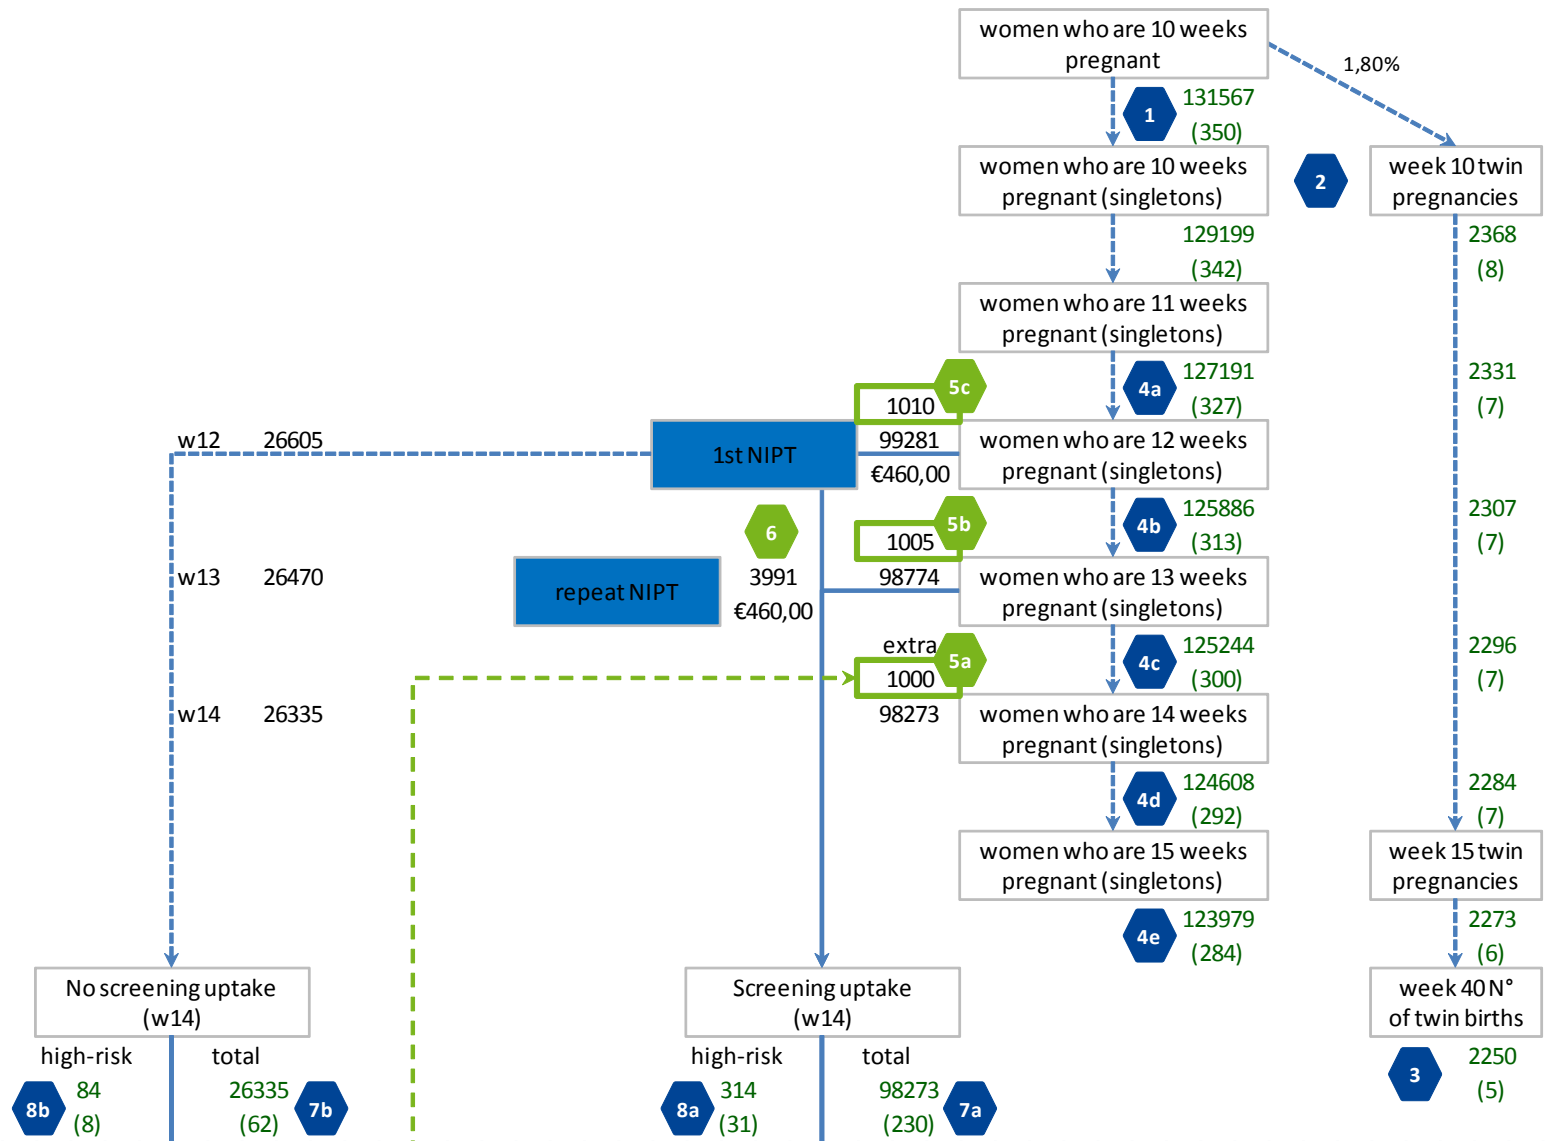 women who are 10 weeks
pregnant
1,80%
1
131567
(350)
women who are 10 weeks
pregnant (singletons)
2
week 10 twin
pregnancies
129199
(342)
2368
(8)
women who are 11 weeks
pregnant (singletons)
4a
127191
(327)
2331
(7)
5c
1010
w12
26605
1st NIPT
99281
€460,00
women who are 12 weeks
pregnant (singletons)
4b
125886
(313)
2307
(7)
6
5b
1005
w13
26470
repeat NIPT
3991
€460,00
98774
women who are 13 weeks
pregnant (singletons)
4c
125244
(300)
2296
(7)
extra
5a
1000
w14
26335
98273
women who are 14 weeks
pregnant (singletons)
4d
124608
(292)
2284
(7)
women who are 15 weeks
pregnant (singletons)
week 15 twin
pregnancies
4e
123979
(284)
2273
(6)
No screening uptake
(w14)
Screening uptake
(w14)
week 40 N°
of twin births
high-risk
total
8b
84
(8)
26335
(62)
7b
high-risk
total
8a
314
(31)
98273
(230)
7a
3
2250
(5)